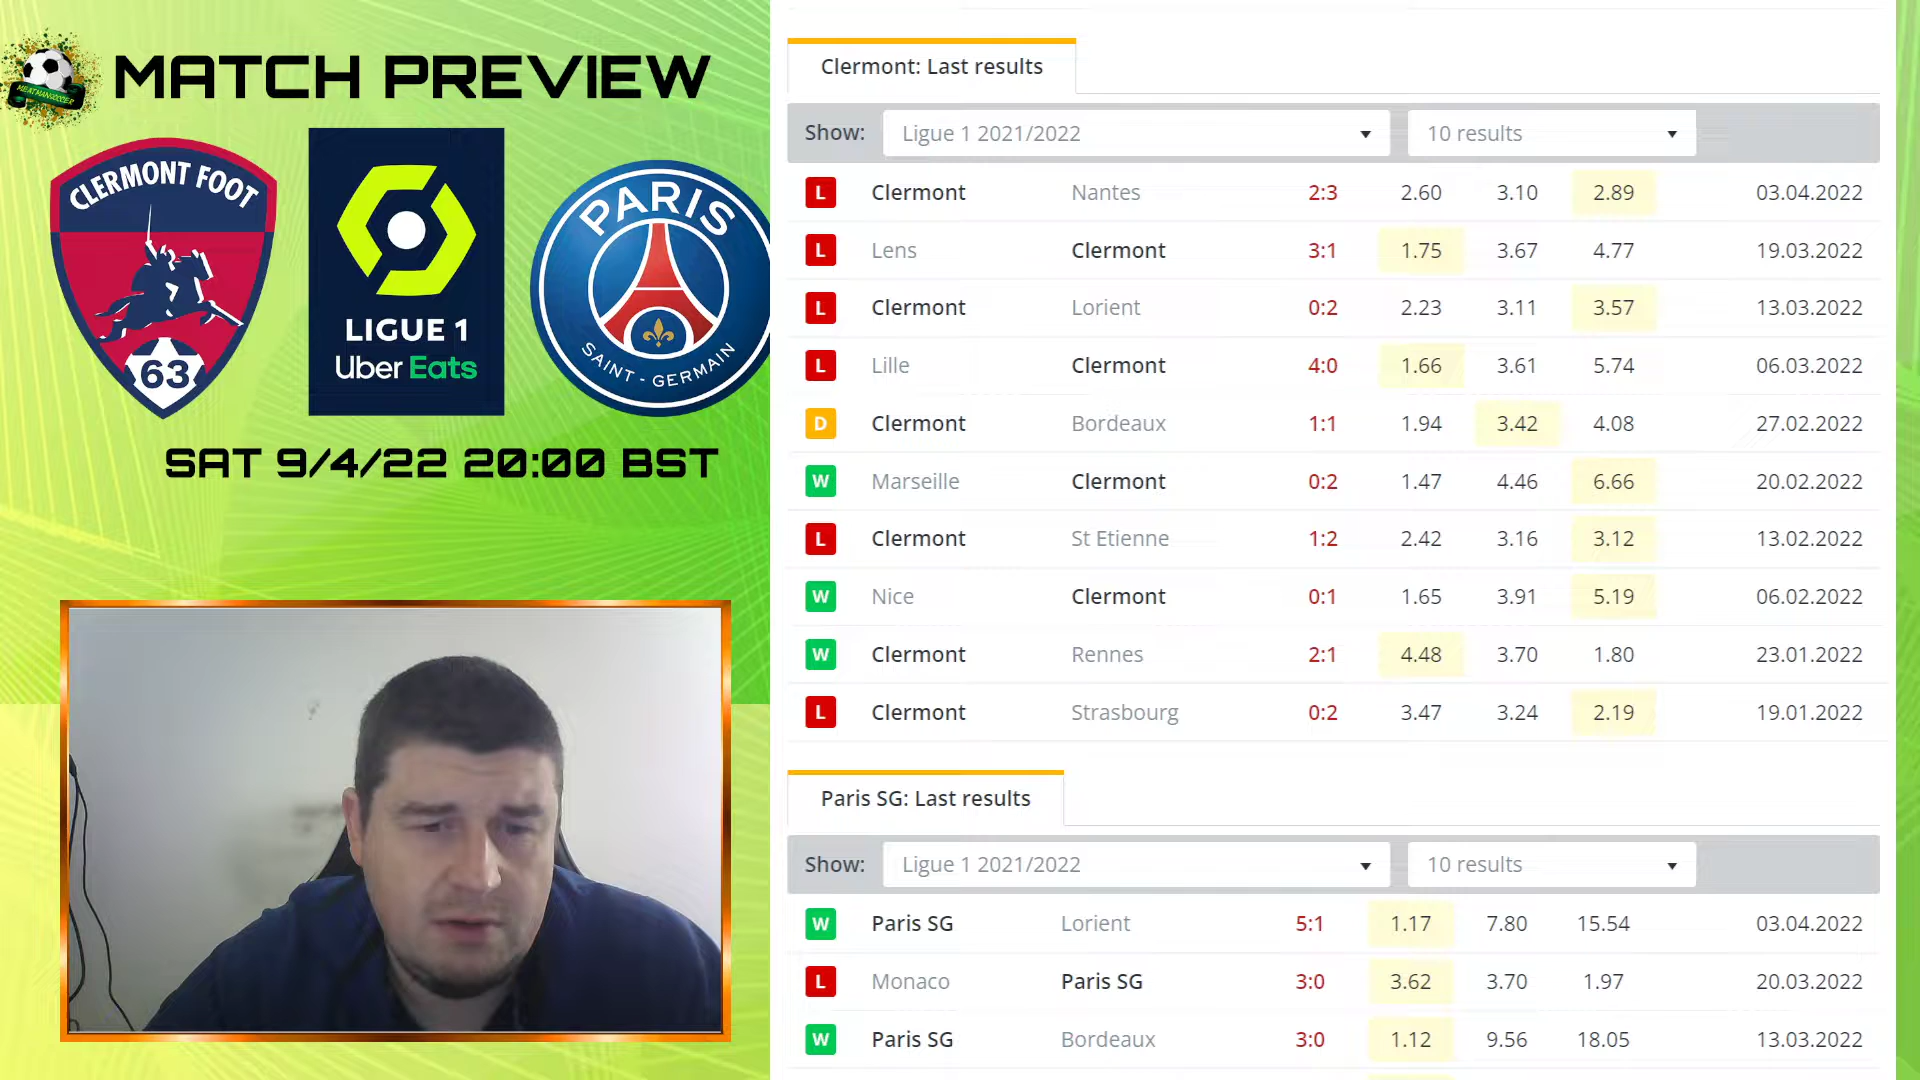 MEATMANSOCCER
MATCH PREVIEW
CLERMONT FOOT
63
LIGUE 1
Uber Eats
PARIS
SAINT - GERMAIN
SAT 9/4/22 20:00 BST
Clermont: Last results
Show: Ligue 1 2021/2022 10 results
L Clermont Nantes 2:3 2.60 3.10 2.89 03.04.2022
L Lens Clermont 3:1 1.75 3.67 4.77 19.03.2022
L Clermont Lorient 0:2 2.23 3.11 3.57 13.03.2022
L Lille Clermont 4:0 1.66 3.61 5.74 06.03.2022
D Clermont Bordeaux 1:1 1.94 3.42 4.08 27.02.2022
W Marseille Clermont 0:2 1.47 4.46 6.66 20.02.2022
L Clermont St Etienne 1:2 2.42 3.16 3.12 13.02.2022
W Nice Clermont 0:1 1.65 3.91 5.19 06.02.2022
W Clermont Rennes 2:1 4.48 3.70 1.80 23.01.2022
L Clermont Strasbourg 0:2 3.47 3.24 2.19 19.01.2022
Paris SG: Last results
Show: Ligue 1 2021/2022 10 results
W Paris SG Lorient 5:1 1.17 7.80 15.54 03.04.2022
L Monaco Paris SG 3:0 3.62 3.70 1.97 20.03.2022
W Paris SG Bordeaux 3:0 1.12 9.56 18.05 13.03.2022